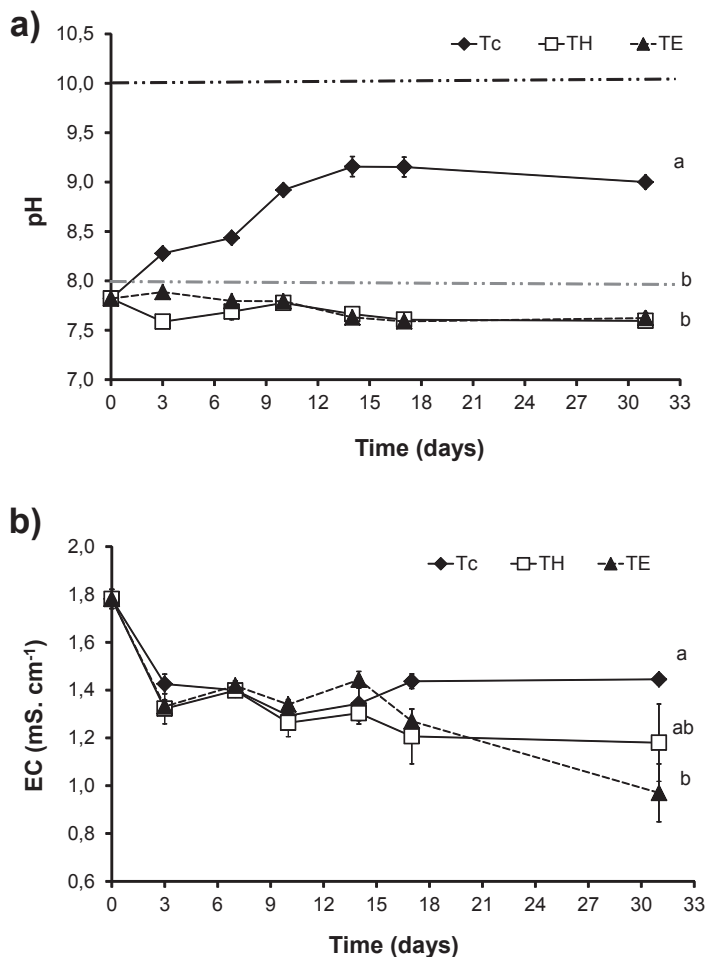 a)
10,5
10,0
9,5
9,0
8,5
8,0
7,5
7,0
pH
Tc TH TE
a
b
b
0 3 6 9 12 15 18 21 24 27 30 33
Time (days)
b)
2,0
1,8
1,6
1,4
1,2
1,0
0,8
0,6
EC (mS. cm-1)
Tc TH TE
a
ab
b
0 3 6 9 12 15 18 21 24 27 30 33
Time (days)